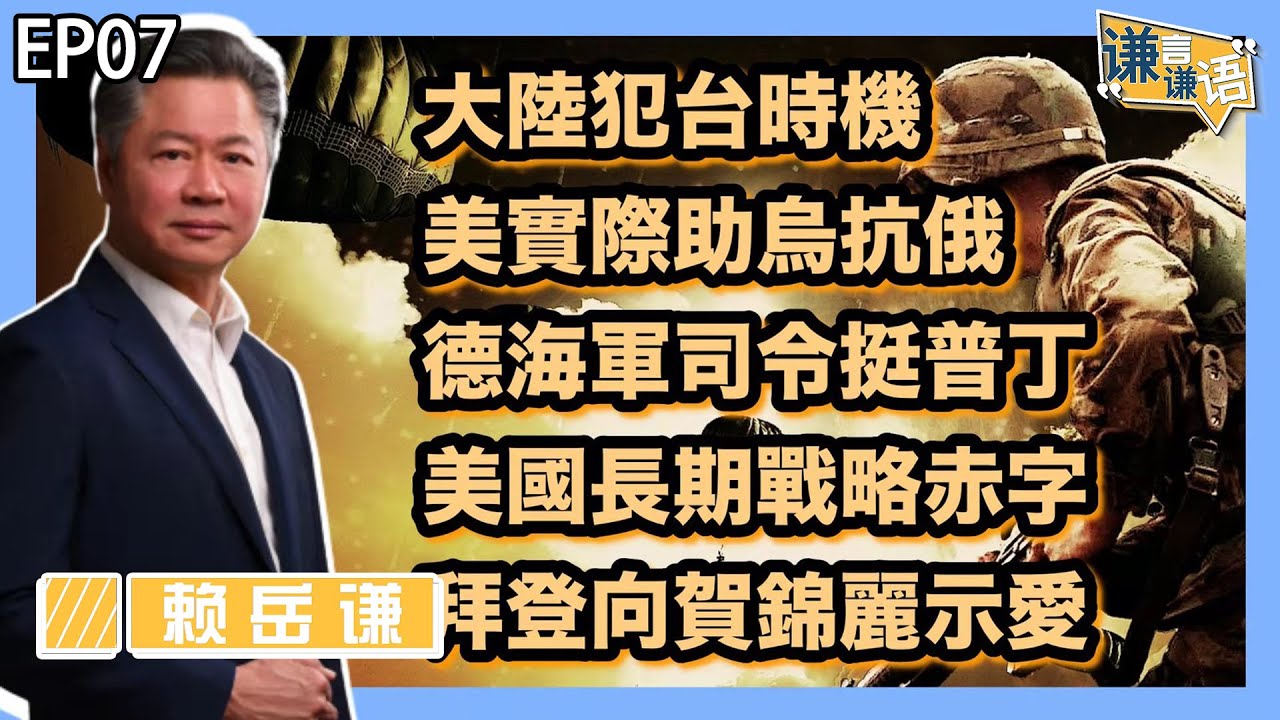 EP07
谦言谦语
大陸犯台時機
美實際助烏抗俄
德海軍司令挺普丁
美國長期戰略赤字
拜登向賀錦麗示愛
赖岳谦